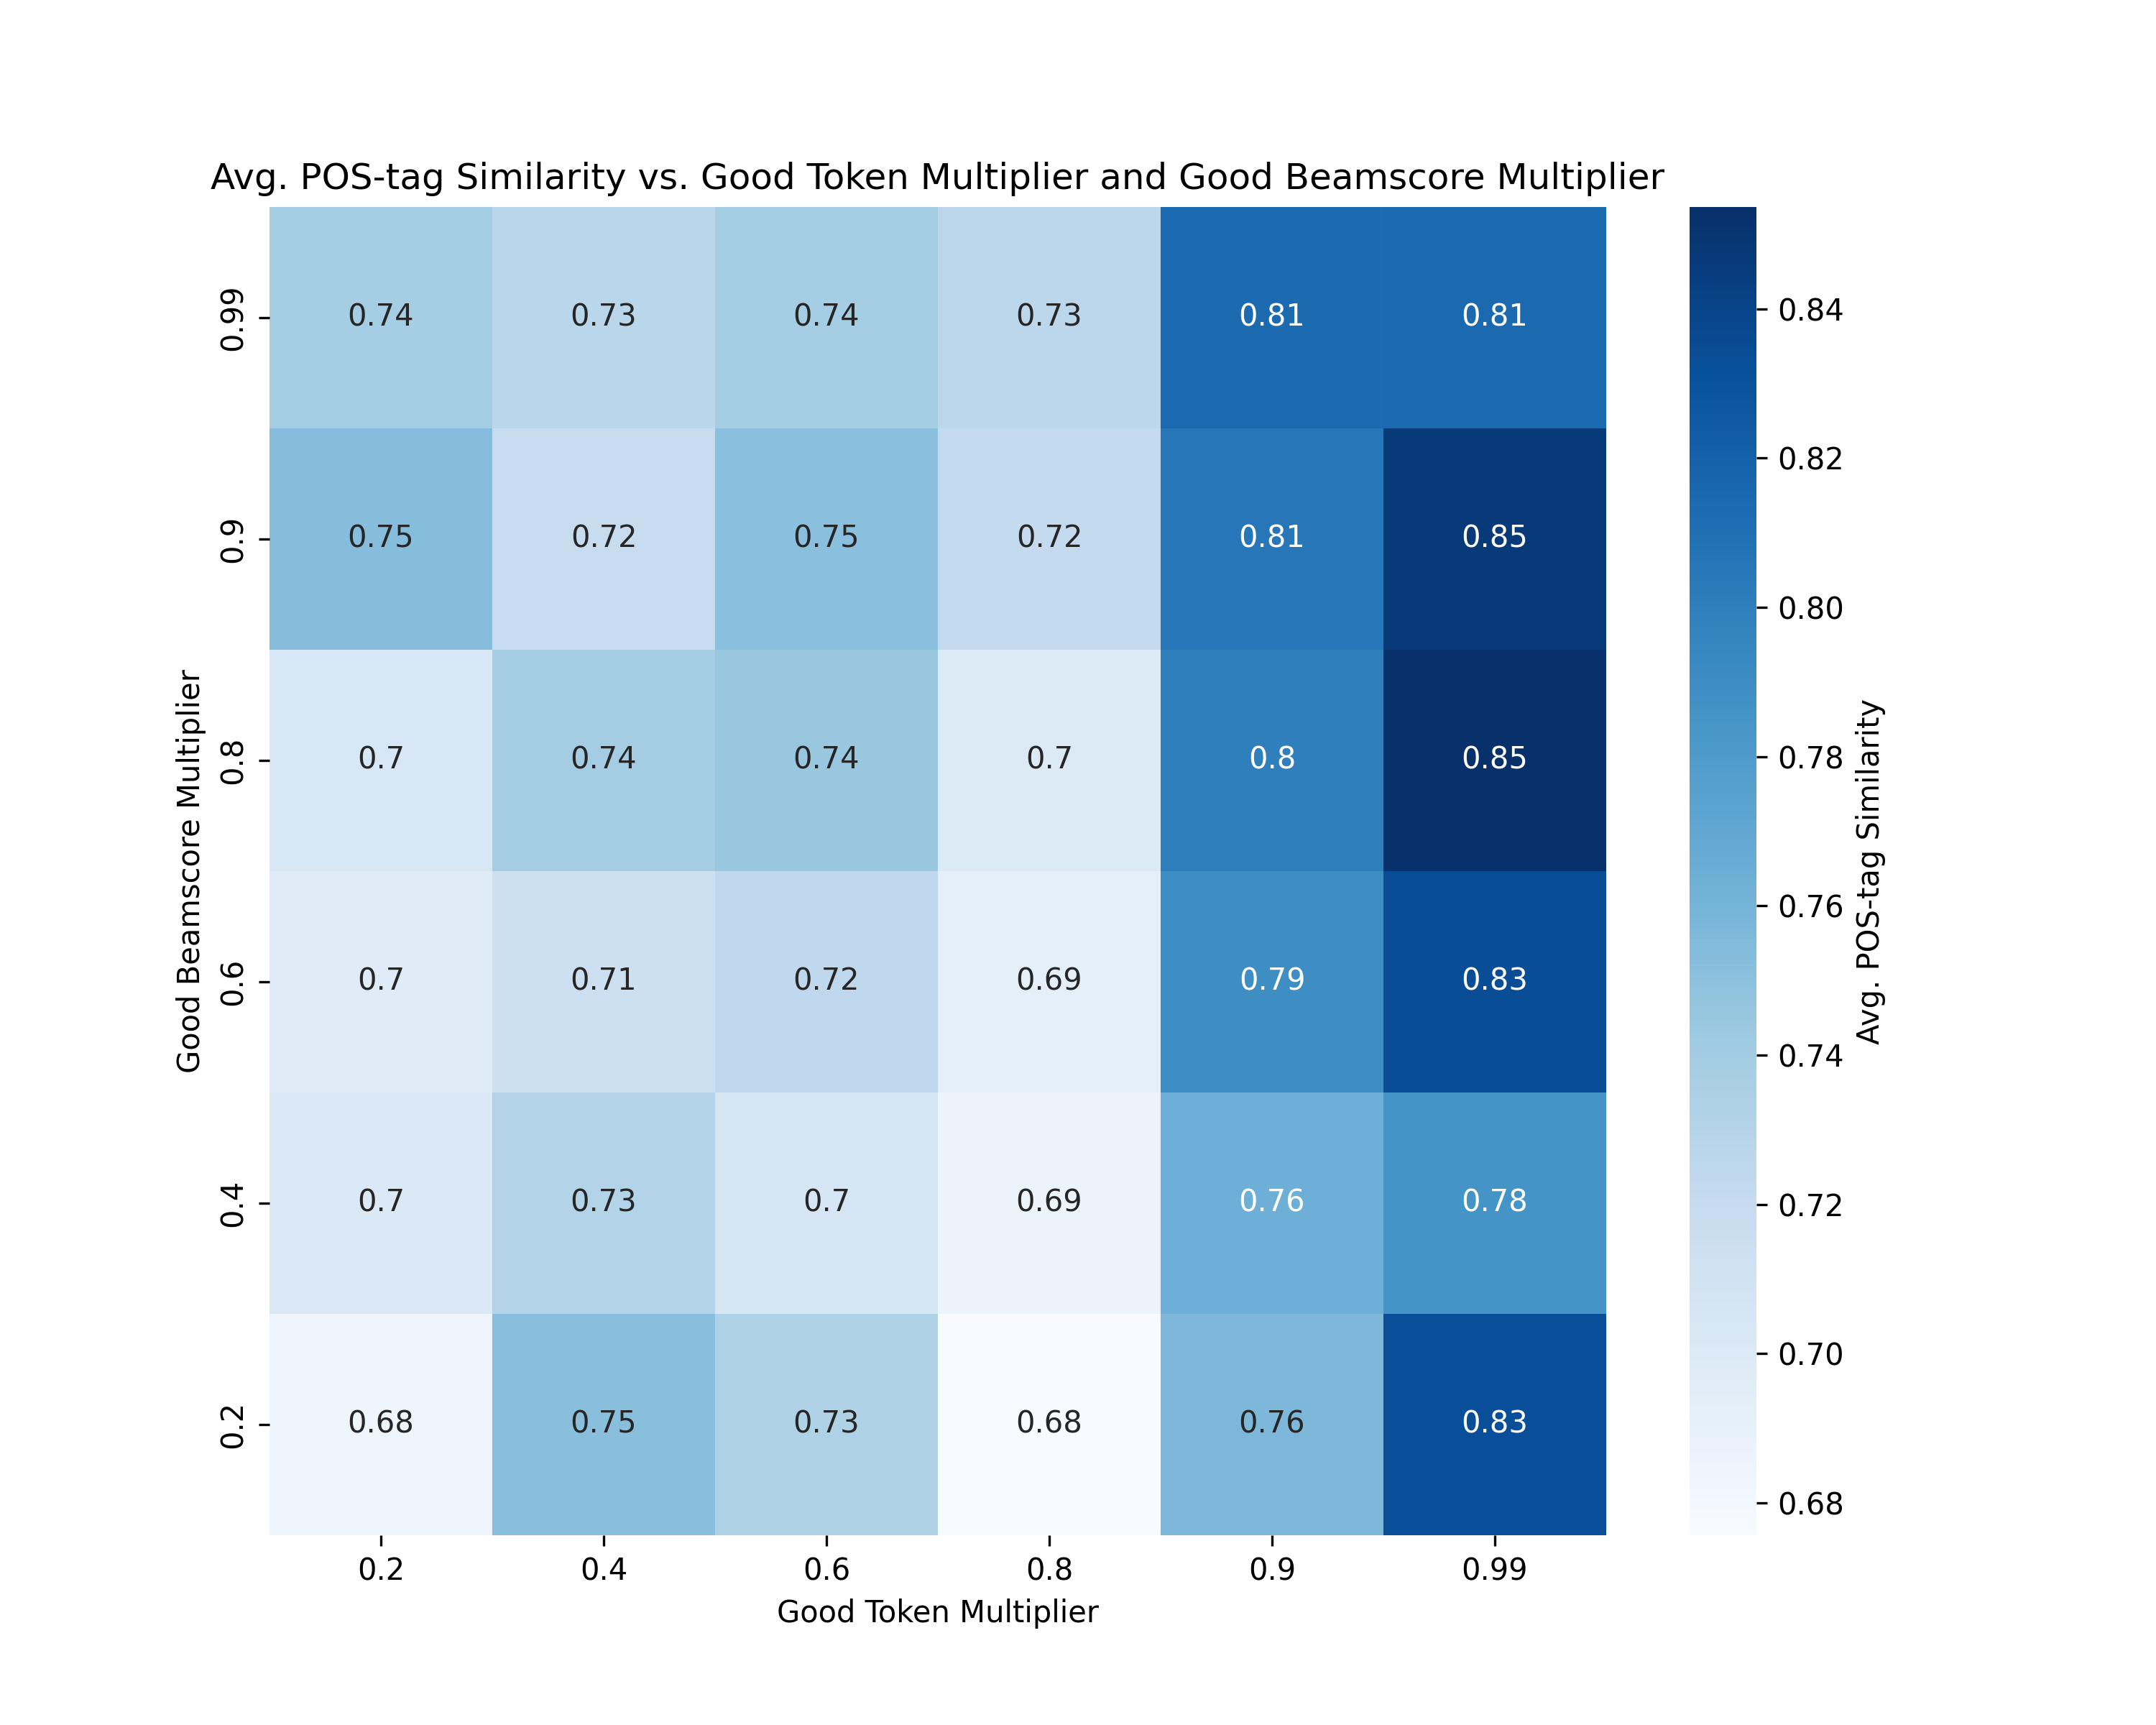 Avg. POS-tag Similarity vs. Good Token Multiplier and Good Beamscore Multiplier
Good Beamscore Multiplier
0.99 0.74 0.73 0.74 0.73 0.81 0.81
0.9 0.75 0.72 0.75 0.72 0.81 0.85
0.8 0.7 0.74 0.74 0.7 0.8 0.85
0.6 0.7 0.71 0.72 0.69 0.79 0.83
0.4 0.7 0.73 0.7 0.69 0.76 0.78
0.2 0.68 0.75 0.73 0.68 0.76 0.83
0.2 0.4 0.6 0.8 0.9 0.99
Good Token Multiplier
0.84
0.82
0.80
0.78
0.76
0.74
0.72
0.70
0.68
Avg. POS-tag Similarity